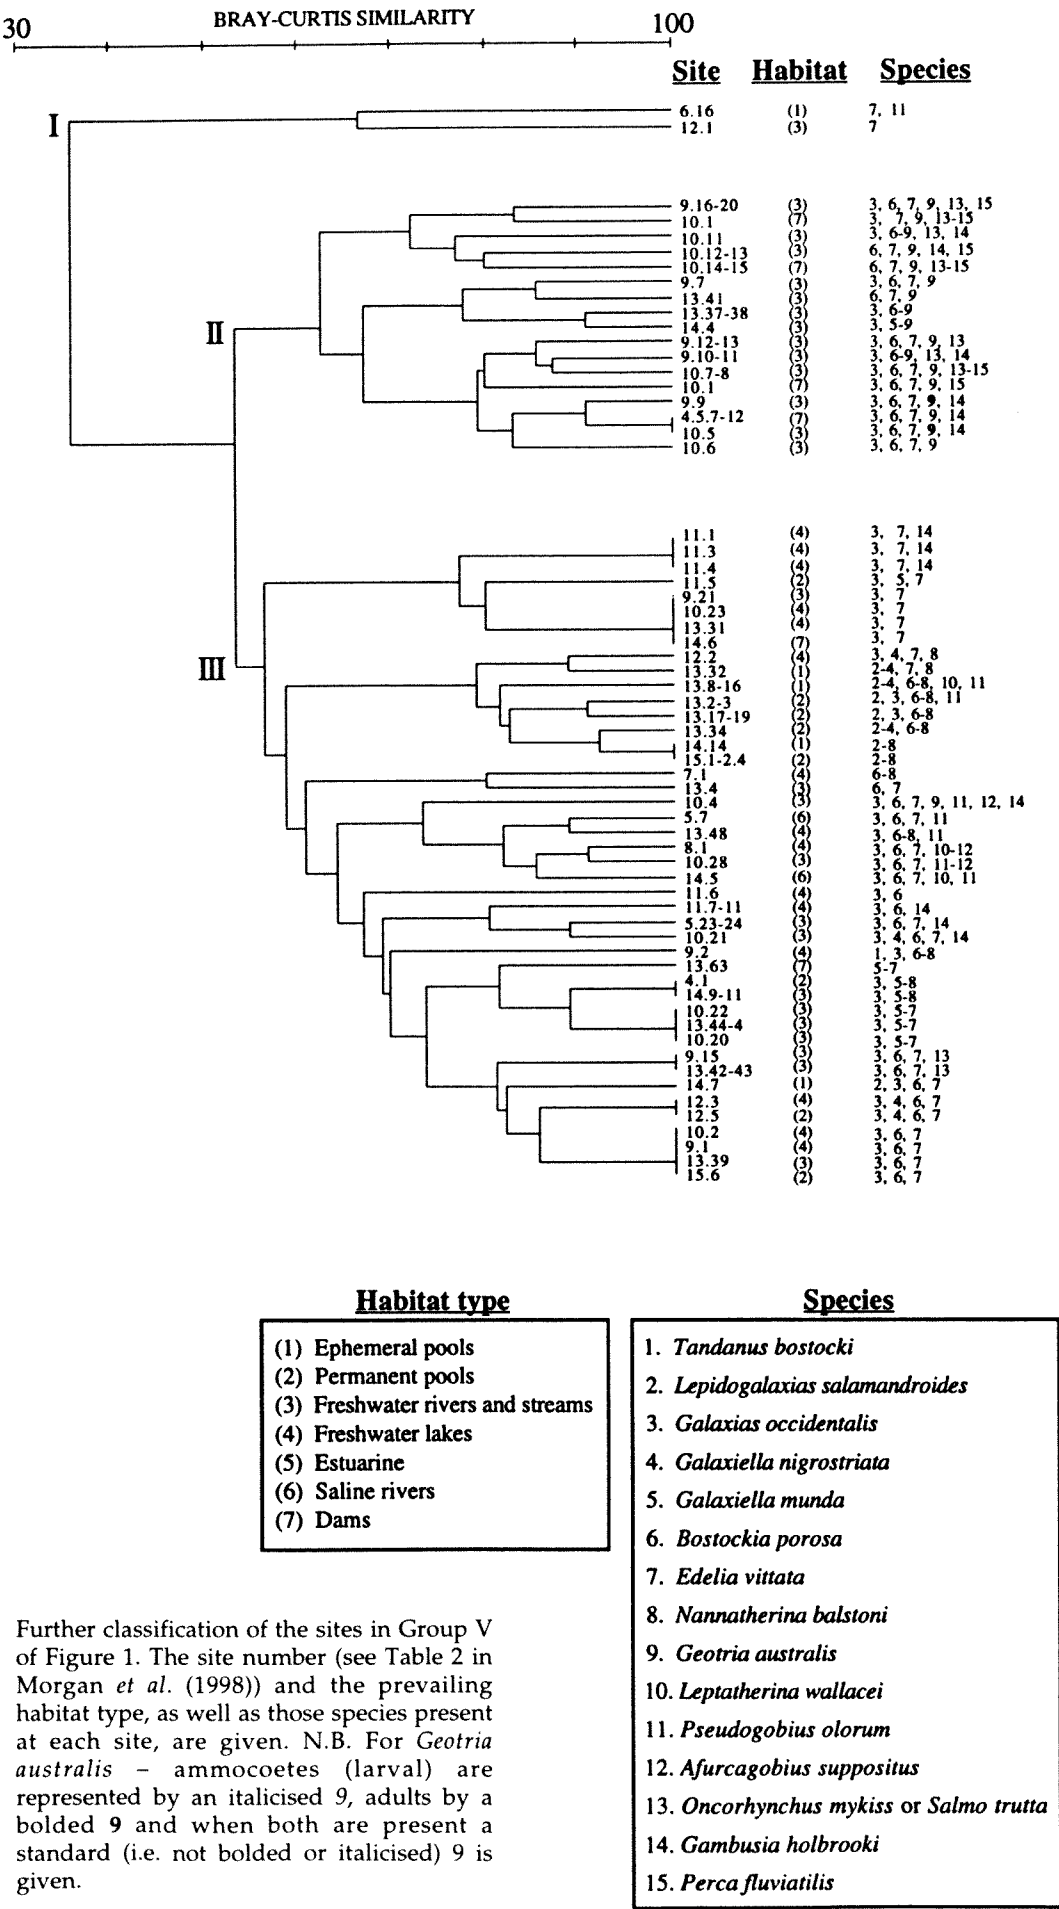 BRAY-CURTIS SIMILARITY
30 100
Site Habitat Species
I
6.16 (1) 7, 11
12.1 (3) 7
II
9.16-20 (3) 3, 6, 7, 9, 13, 15
10.1 (7) 3, 7, 9, 13-15
10.11 (3) 3, 6-9, 13, 14
10.12-13 (3) 6, 7, 9, 14, 15
10.14-15 (7) 6, 7, 9, 13-15
9.7 (3) 3, 6, 7, 9
13.41 (3) 6, 7, 9
13.37-38 (3) 3, 6-9
14.4 (3) 3, 5-9
9.12-13 (3) 3, 6, 7, 9, 13
9.10-11 (3) 3, 6-9, 13, 14
10.7-8 (3) 3, 6, 7, 9, 13-15
10.1 (7) 3, 6, 7, 9, 15
9.9 (3) 3, 6, 7, 9, 14
4.5.7-12 (7) 3, 6, 7, 9, 14
10.5 (3) 3, 6, 7, 9, 14
10.6 (3) 3, 6, 7, 9
III
11.1 (4) 3, 7, 14
11.3 (4) 3, 7, 14
11.4 (4) 3, 7, 14
11.5 (2) 3, 5, 7
9.21 (3) 3, 7
10.23 (4) 3, 7
13.31 (4) 3, 7
14.6 (7) 3, 7
12.2 (4) 3, 4, 7, 8
13.32 (1) 2-4, 7, 8
13.8-16 (1) 2-4, 6-8, 10, 11
13.2-3 (2) 2, 3, 6-8, 11
13.17-19 (2) 2, 3, 6-8
13.34 (2) 2-4, 6-8
14.14 (1) 2-8
15.1-2.4 (2) 2-8
7.1 (4) 6-8
13.4 (3) 6, 7
10.4 (3) 3, 6, 7, 9, 11, 12, 14
5.7 (6) 3, 6, 7, 11
13.48 (4) 3, 6-8, 11
8.1 (4) 3, 6, 7, 10-12
10.28 (3) 3, 6, 7, 11-12
14.5 (6) 3, 6, 7, 10, 11
11.6 (4) 3, 6
11.7-11 (4) 3, 6, 14
5.23-24 (3) 3, 6, 7, 14
10.21 (3) 3, 4, 6, 7, 14
9.2 (4) 1, 3, 6-8
13.63 (7) 5-7
4.1 (2) 3, 5-8
14.9-11 (3) 3, 5-8
10.22 (3) 3, 5-7
13.44-4 (3) 3, 5-7
10.20 (3) 3, 5-7
9.15 (3) 3, 6, 7, 13
13.42-43 (3) 3, 6, 7, 13
14.7 (1) 2, 3, 6, 7
12.3 (4) 3, 4, 6, 7
12.5 (2) 3, 4, 6, 7
10.2 (4) 3, 6, 7
9.1 (4) 3, 6, 7
13.39 (3) 3, 6, 7
15.6 (2) 3, 6, 7
Habitat type
(1) Ephemeral pools
(2) Permanent pools
(3) Freshwater rivers and streams
(4) Freshwater lakes
(5) Estuarine
(6) Saline rivers
(7) Dams
Species
1. Tandanus bostocki
2. Lepidogalaxias salamandroides
3. Galaxias occidentalis
4. Galaxiella nigrostriata
5. Galaxiella munda
6. Bostockia porosa
7. Edelia vittata
8. Nannatherina balstoni
9. Geotria australis
10. Leptatherina wallacei
11. Pseudogobius olorum
12. Afurcagobius suppositus
13. Oncorhynchus mykiss or Salmo trutta
14. Gambusia holbrooki
15. Perca fluviatilis
Further classification of the sites in Group V
of Figure 1. The site number (see Table 2 in
Morgan et al. (1998)) and the prevailing
habitat type, as well as those species present
at each site, are given. N.B. For Geotria
australis – ammocoetes (larval) are
represented by an italicised 9, adults by a
bolded 9 and when both are present a
standard (i.e. not bolded or italicised) 9 is
given.